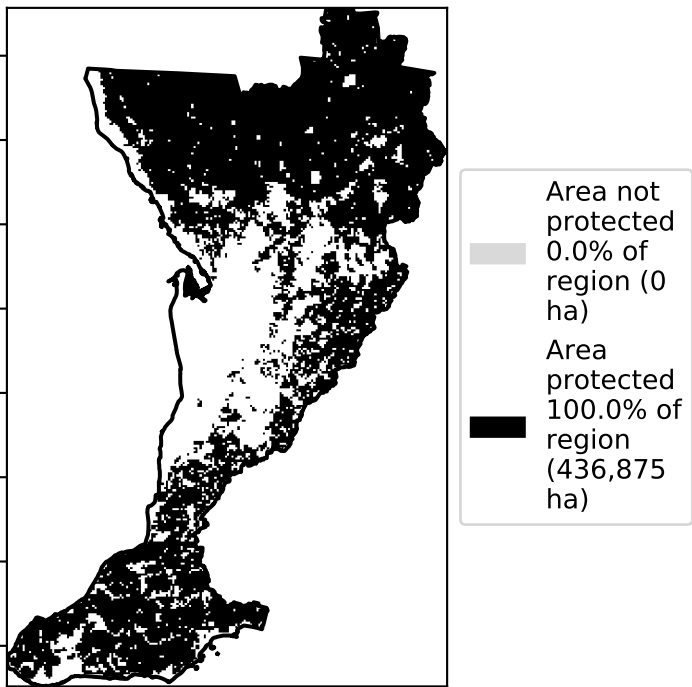 Area not
protected
0.0% of
region (0
ha)
Area
protected
100.0% of
region
(436,875
ha)